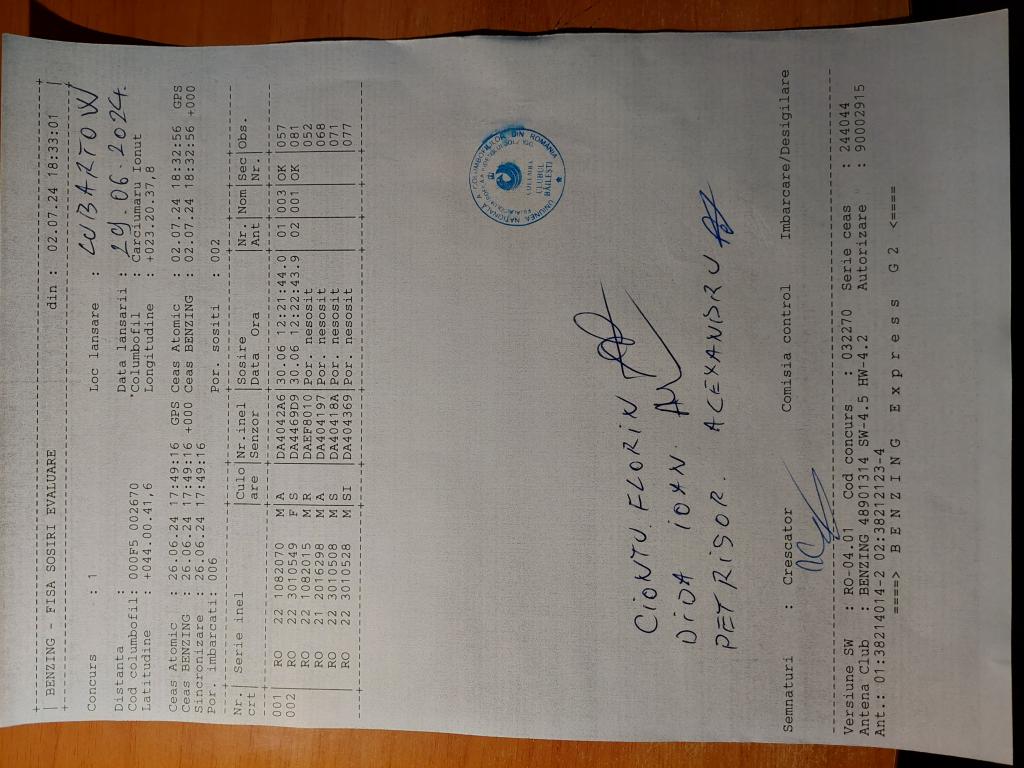 BENZING - FISA SOSIRI EVALUARE din : 02.07.24 18:33:01
Concurs : 1 Loc lansare : LUBARTOW
Distanta : Data lansarii : 29.06.2024.
Cod columbofil: 000F5 002670 Columbofil : Carciumaru Ionut
Latitudine : +044.00.41,6 Longitudine : +023.20.37,8
Ceas Atomic : 26.06.24 17:49:16 GPS Ceas Atomic : 02.07.24 18:32:56 GPS
Ceas BENZING : 26.06.24 17:49:16 +000 Ceas BENZING : 02.07.24 18:32:56 +000
Sincronizare : 26.06.24 17:49:16
Por. imbarcati: 006 Por. sositi : 002
Nr. | Serie inel |Culo|Nr.inel |Sosire |Nr. |Nom|Sec|Obs.
crt | |are |Senzor |Data Ora |Ant| |Nr.|
001| RO 22 1082070 M A |DA4042A6|30.06 12:21:44.0 01|003|OK |057
002| RO 22 3010549 F S |DA4469D9|30.06 12:22:43.9 02|001|OK |081
RO 22 1082015 M R |DAEF8010|Por. nesosit |052
RO 21 2016298 M A |DA404197|Por. nesosit |068
RO 22 3010508 M S |DA40418A|Por. nesosit |071
RO 22 3010528 M SI |DA404369|Por. nesosit |077
UNIUNEA NATIONALĂ A COLUMBOFILILOR DIN ROMÂNIA
COLUMBA
CLUBUL
BĂILEŞTI
CIONTU FLORIN
DIDA IOAN.
PETRISOR. ALEXANDRU
Semnaturi : Crescator Comisia control Imbarcare/Desigilare
Versiune SW : RO-04.01 Cod concurs : 032270 Serie ceas : 244044
Antena Club : BENZING 48901314 SW-4.5 HW-4.2 Autorizare : 90002915
Ant.: 01:38214014-2 02:38212123-4
====> B E N Z I N G E x p r e s s G 2 <====